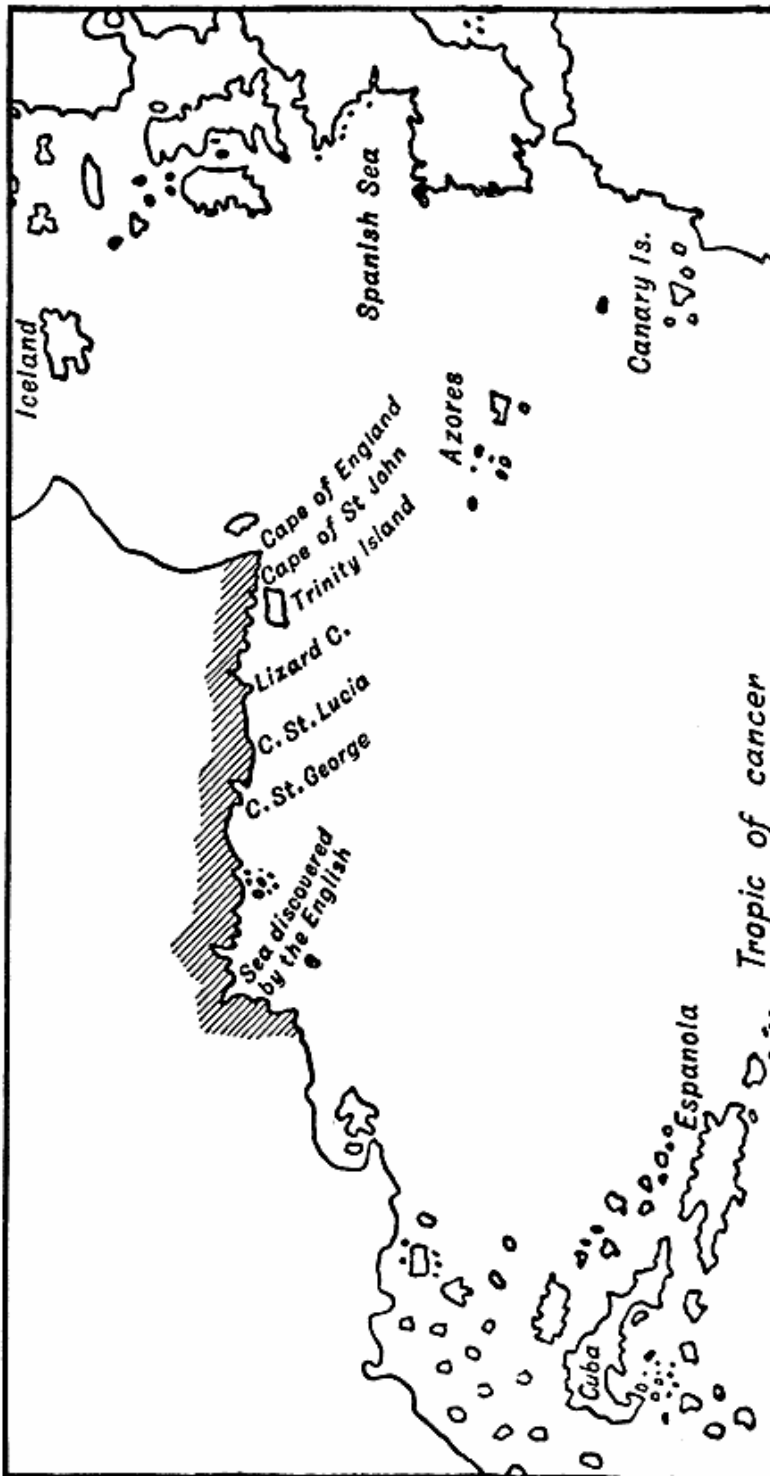 Iceland
Spanish Sea
Canary Is.
Azores
Cape of England
Cape of St John
Trinity Island
Lizard C.
C. St. Lucia
C. St. George
Sea discovered
by the English
Tropic of cancer
Espanola
Cuba